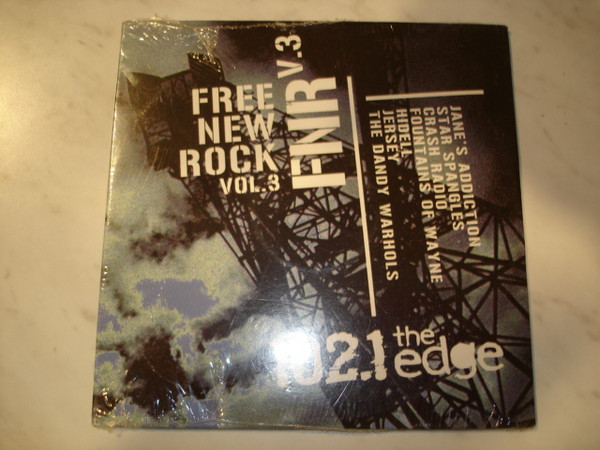 FREE
NEW
ROCK
VOL.3
FNR V.3
JANE'S ADDICTION
STAR SPANGLES
CRASH RADIO
FOUNTAINS OF WAYNE
HIDELL
JERSEY
THE DANDY WARHOLS
102.1 the edge